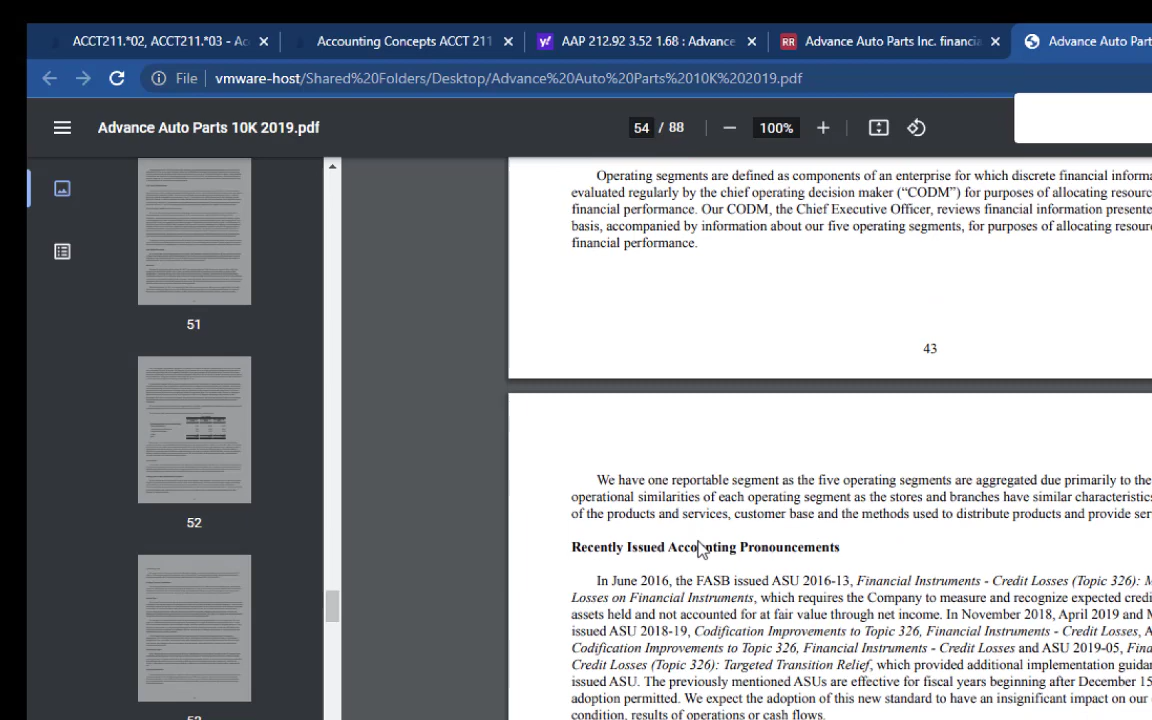 ACCT211.*02, ACCT211.*03 - Ac
Accounting Concepts ACCT 211
AAP 212.92 3.52 1.68 : Advance
RR
Advance Auto Parts Inc. financia
Advance Auto Part
File vmware-host/Shared%20Folders/Desktop/Advance%20Auto%20Parts%2010K%202019.pdf
Advance Auto Parts 10K 2019.pdf
54 / 88
100%
51
52
Operating segments are defined as components of an enterprise for which discrete financial informa
evaluated regularly by the chief operating decision maker (“CODM”) for purposes of allocating resourc
financial performance. Our CODM, the Chief Executive Officer, reviews financial information presente
basis, accompanied by information about our five operating segments, for purposes of allocating resour
financial performance.
43
We have one reportable segment as the five operating segments are aggregated due primarily to the
operational similarities of each operating segment as the stores and branches have similar characteristics
of the products and services, customer base and the methods used to distribute products and provide ser
Recently Issued Accounting Pronouncements
In June 2016, the FASB issued ASU 2016-13, Financial Instruments - Credit Losses (Topic 326): M
Losses on Financial Instruments, which requires the Company to measure and recognize expected credi
assets held and not accounted for at fair value through net income. In November 2018, April 2019 and M
issued ASU 2018-19, Codification Improvements to Topic 326, Financial Instruments - Credit Losses, A
Codification Improvements to Topic 326, Financial Instruments - Credit Losses and ASU 2019-05, Fina
Credit Losses (Topic 326): Targeted Transition Relief, which provided additional implementation guidan
issued ASU. The previously mentioned ASUs are effective for fiscal years beginning after December 15
adoption permitted. We expect the adoption of this new standard to have an insignificant impact on our
condition, results of operations or cash flows.